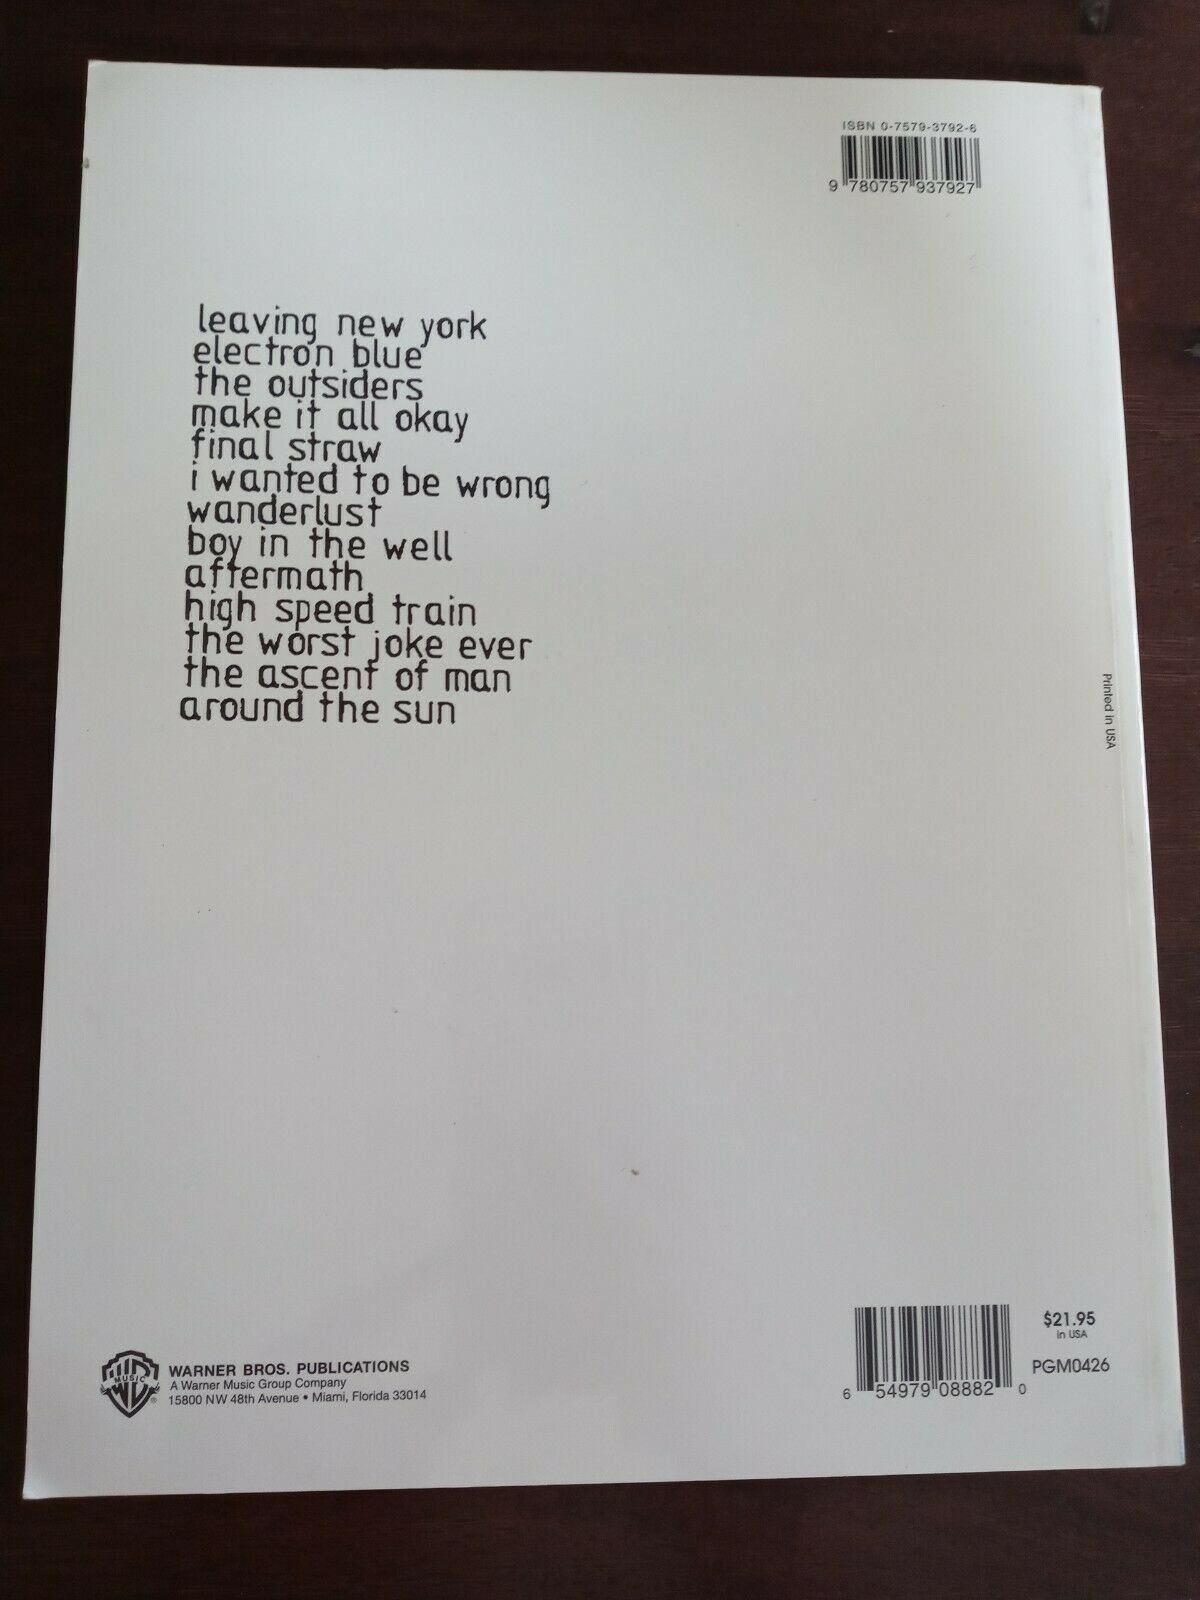 ISBN 0-7579-3792-6
9 780757 937927
leaving new york
electron blue
the outsiders
make it all okay
final straw
i wanted to be wrong
wanderlust
boy in the well
aftermath
high speed train
the worst joke ever
the ascent of man
around the sun
Printed in USA
WB
MUSIC
®
WARNER BROS. PUBLICATIONS
A Warner Music Group Company
15800 NW 48th Avenue • Miami, Florida 33014
6 54979 08882 0
$21.95
in USA
PGM0426